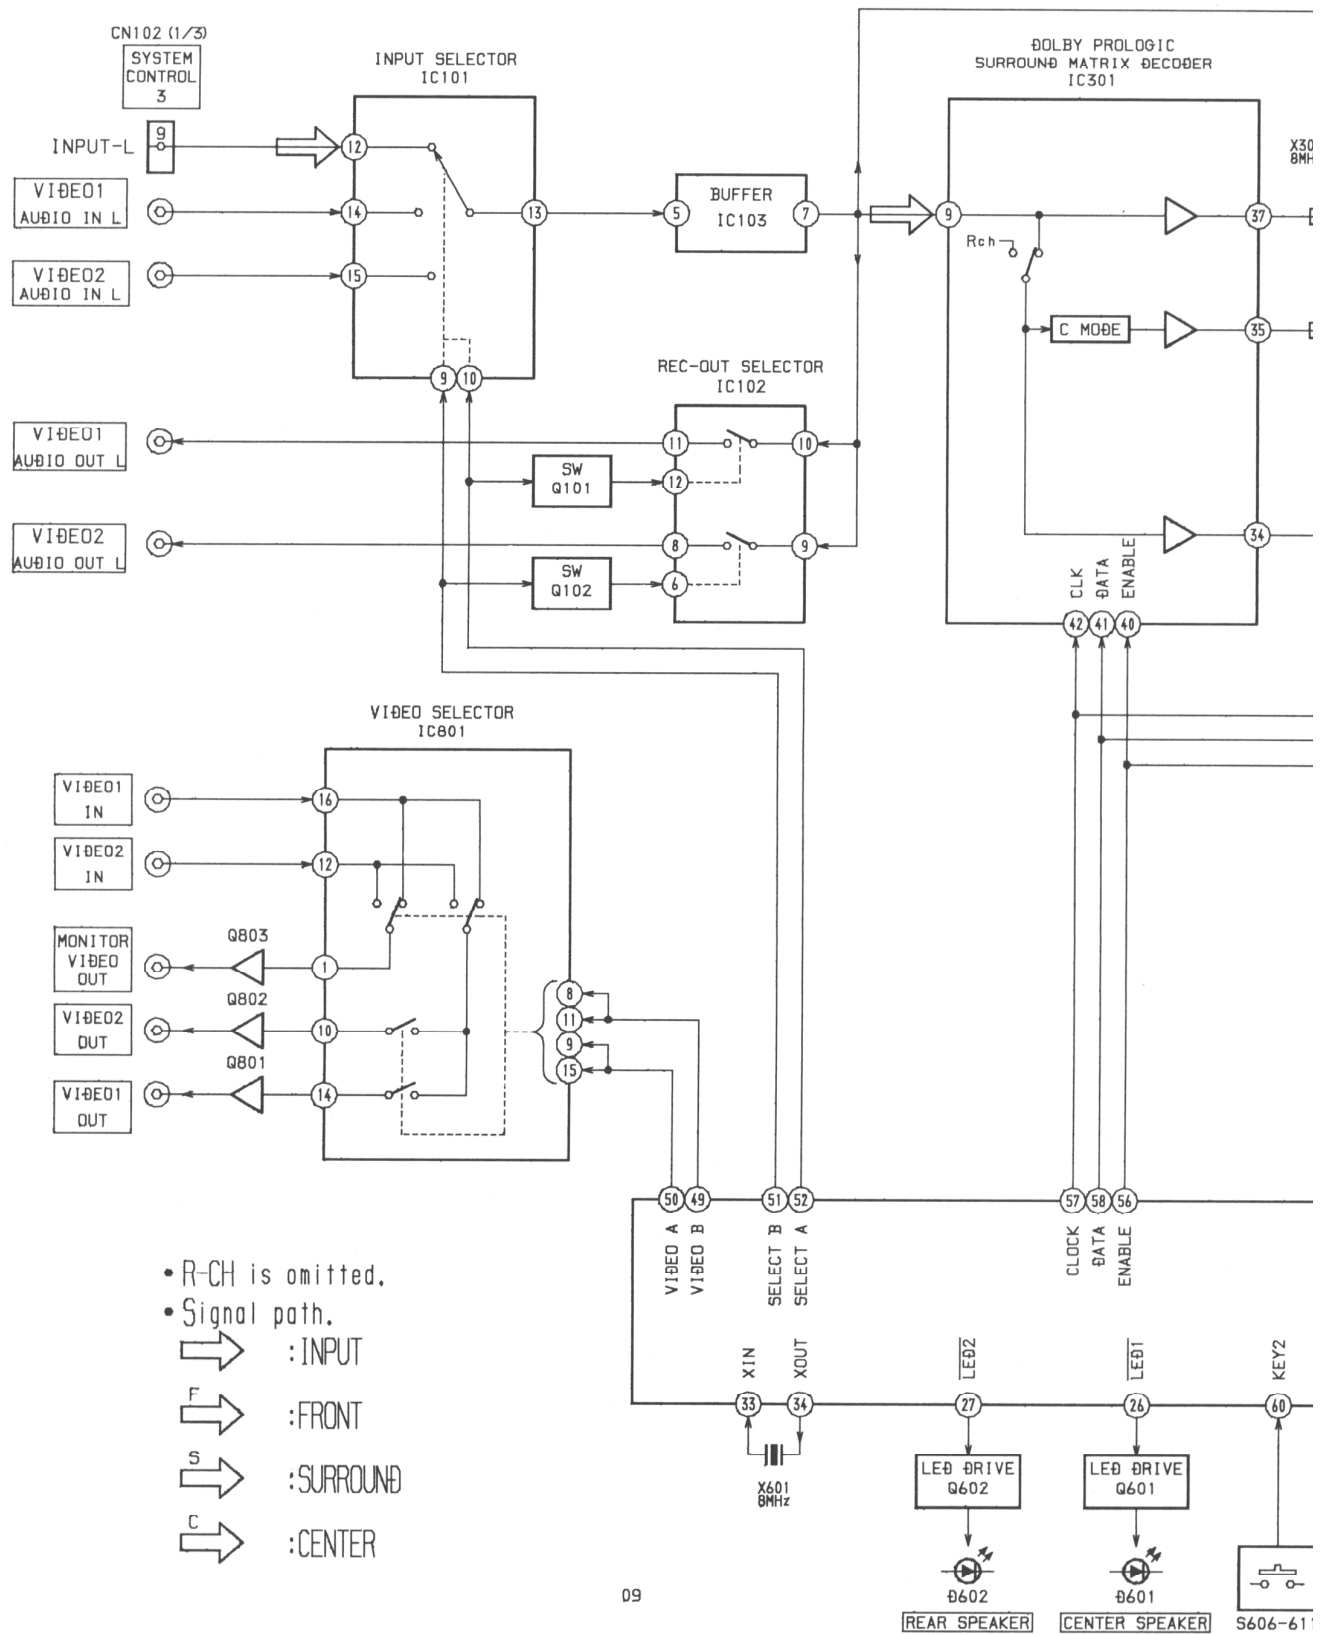 CN102 (1/3)
SYSTEM
CONTROL
3
9
INPUT-L
VIDEO1
AUDIO IN L
VIDEO2
AUDIO IN L
INPUT SELECTOR
IC101
12
14
15
13
9
10
BUFFER
IC103
5
7
DOLBY PROLOGIC
SURROUND MATRIX DECODER
IC301
9
Rch
C MODE
37
35
34
CLK
DATA
ENABLE
42
41
40
X30
8MH
REC-OUT SELECTOR
IC102
11
10
12
8
9
6
SW
Q101
SW
Q102
VIDEO1
AUDIO OUT L
VIDEO2
AUDIO OUT L
VIDEO SELECTOR
IC801
VIDEO1
IN
VIDEO2
IN
MONITOR
VIDEO
OUT
VIDEO2
OUT
VIDEO1
OUT
Q803
Q802
Q801
16
12
1
10
14
8
11
9
15
50
49
51
52
57
58
56
VIDEO A
VIDEO B
SELECT B
SELECT A
CLOCK
DATA
ENABLE
XIN
XOUT
LED2
LED1
KEY2
33
34
27
26
60
X601
8MHz
LED DRIVE
Q602
LED DRIVE
Q601
D602
REAR SPEAKER
D601
CENTER SPEAKER
S606-611
• R-CH is omitted.
• Signal path.
:INPUT
F
:FRONT
S
:SURROUND
C
:CENTER
09